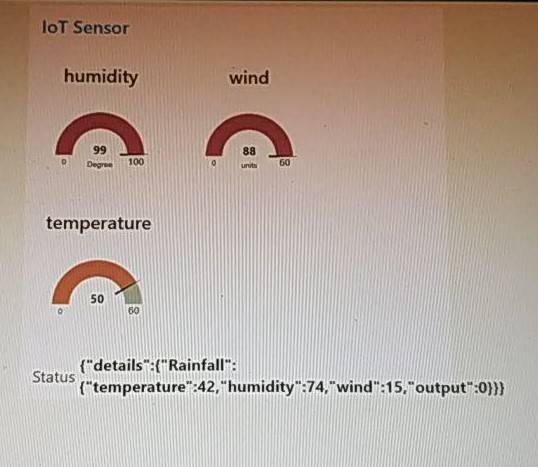 IoT Sensor
humidity wind
99 88
0 Degree 100 0 units 60
temperature
50
0 60
Status {"details":{"Rainfall":
{"temperature":42,"humidity":74,"wind":15,"output":0}}}